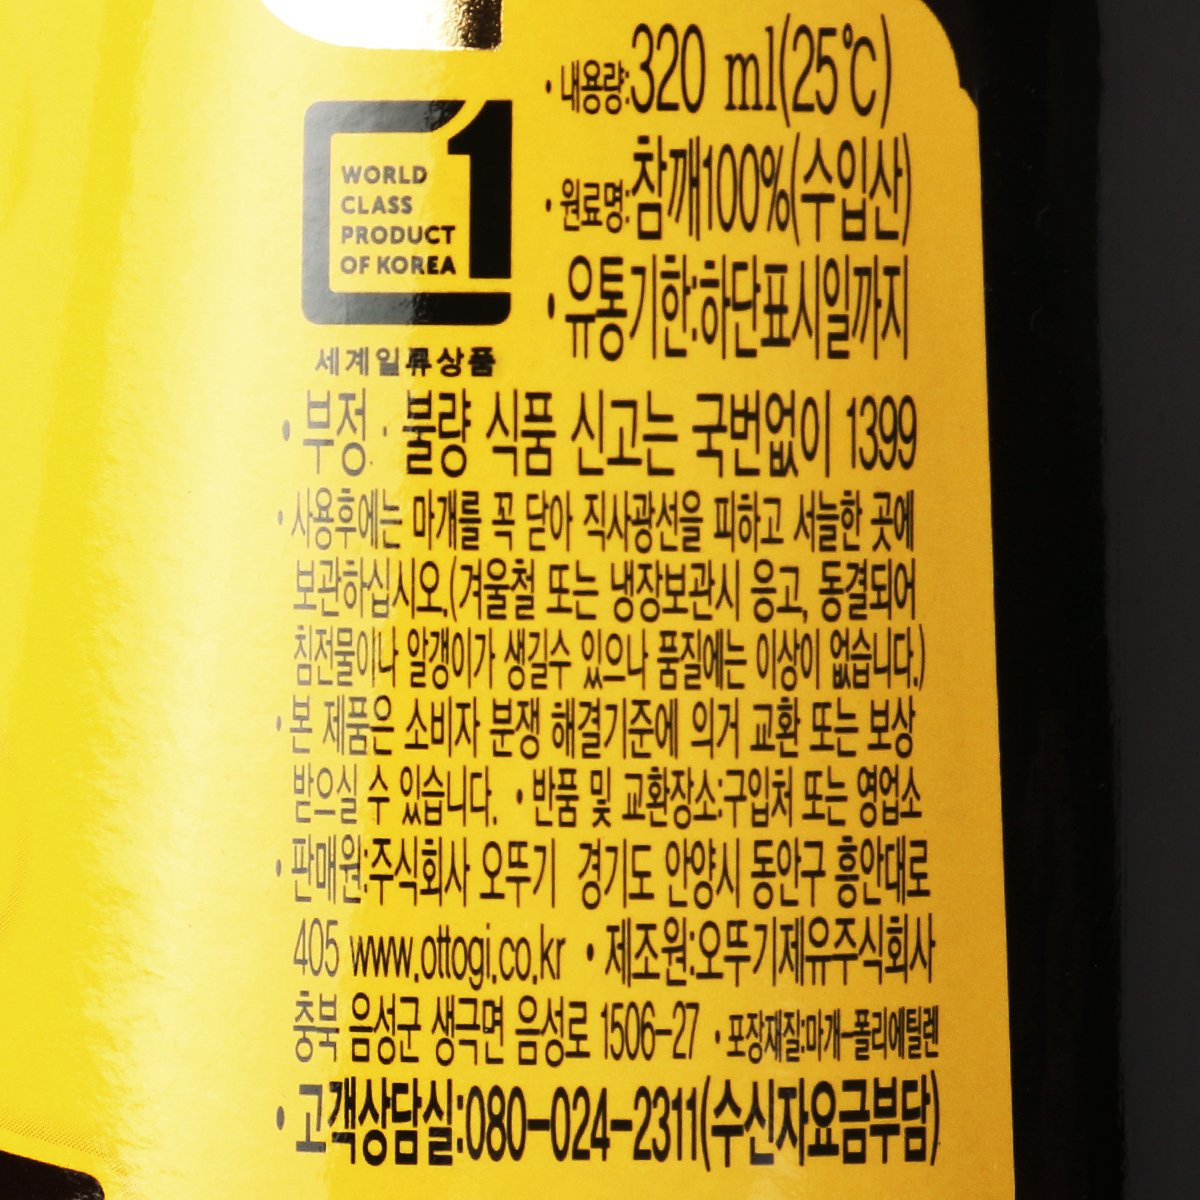 ·내용량:320 ml(25℃)
·원료명:참깨100%(수입산)
·유통기한:하단표시일까지
WORLD
CLASS
PRODUCT
OF KOREA
1
세계일류상품
·부정·불량 식품 신고는 국번없이 1399
·사용후에는 마개를 꼭 닫아 직사광선을 피하고 서늘한 곳에
보관하십시오.(겨울철 또는 냉장보관시 응고, 동결되어
침전물이나 알갱이가 생길수 있으나 품질에는 이상이 없습니다.)
·본 제품은 소비자 분쟁 해결기준에 의거 교환 또는 보상
받으실 수 있습니다. ·반품 및 교환장소:구입처 또는 영업소
·판매원:주식회사 오뚜기 경기도 안양시 동안구 흥안대로
405 www.ottogi.co.kr ·제조원:오뚜기제유주식회사
충북 음성군 생극면 음성로 1506-27 ·포장재질:마개-폴리에틸렌
·고객상담실:080-024-2311(수신자요금부담)